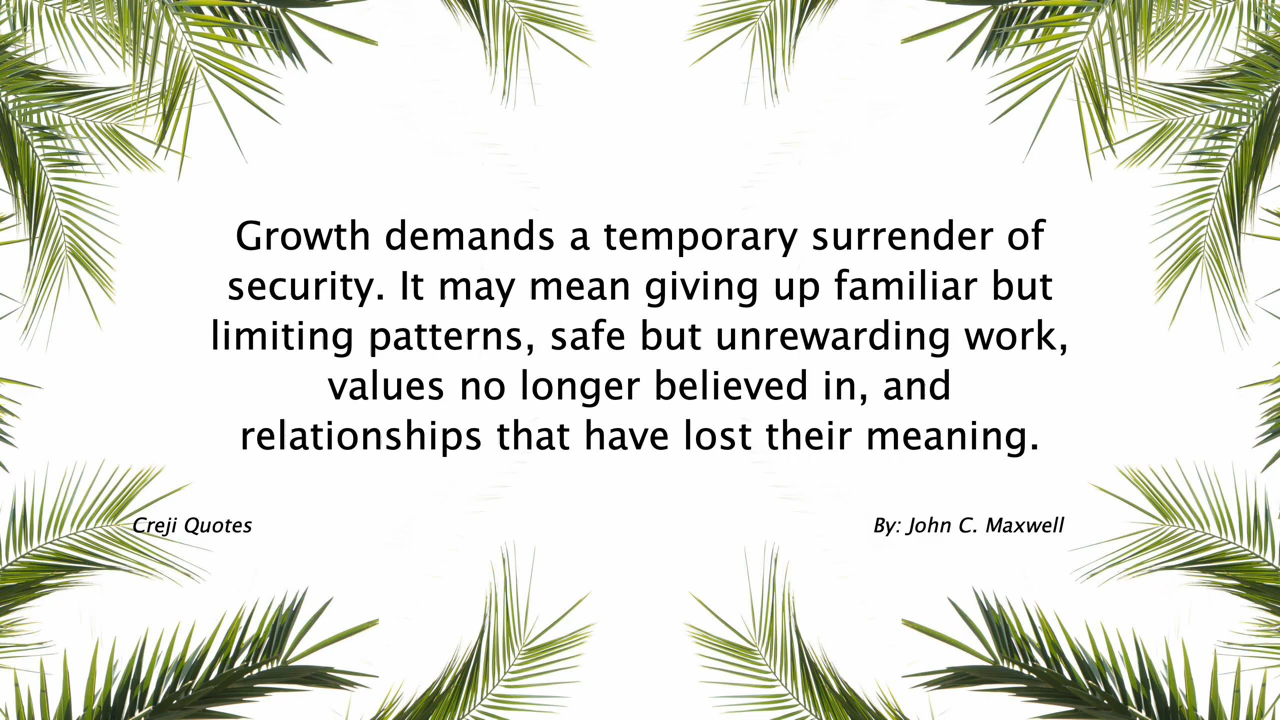 Growth demands a temporary surrender of
security. It may mean giving up familiar but
limiting patterns, safe but unrewarding work,
values no longer believed in, and
relationships that have lost their meaning.
Creji Quotes
By: John C. Maxwell